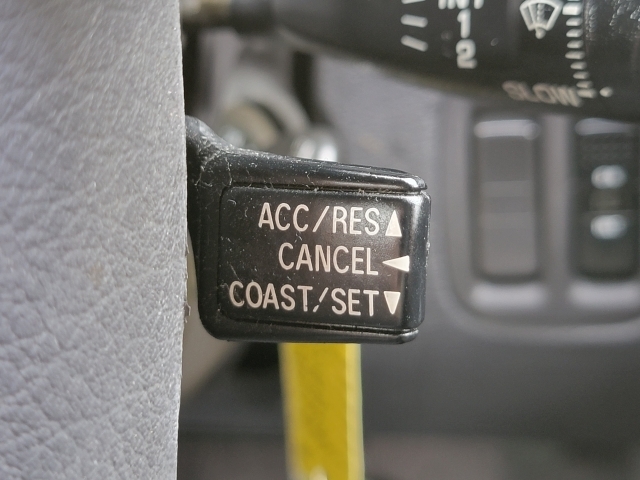 1
2
SLOW
ACC/RES▲
CANCEL◄
COAST/SET▼